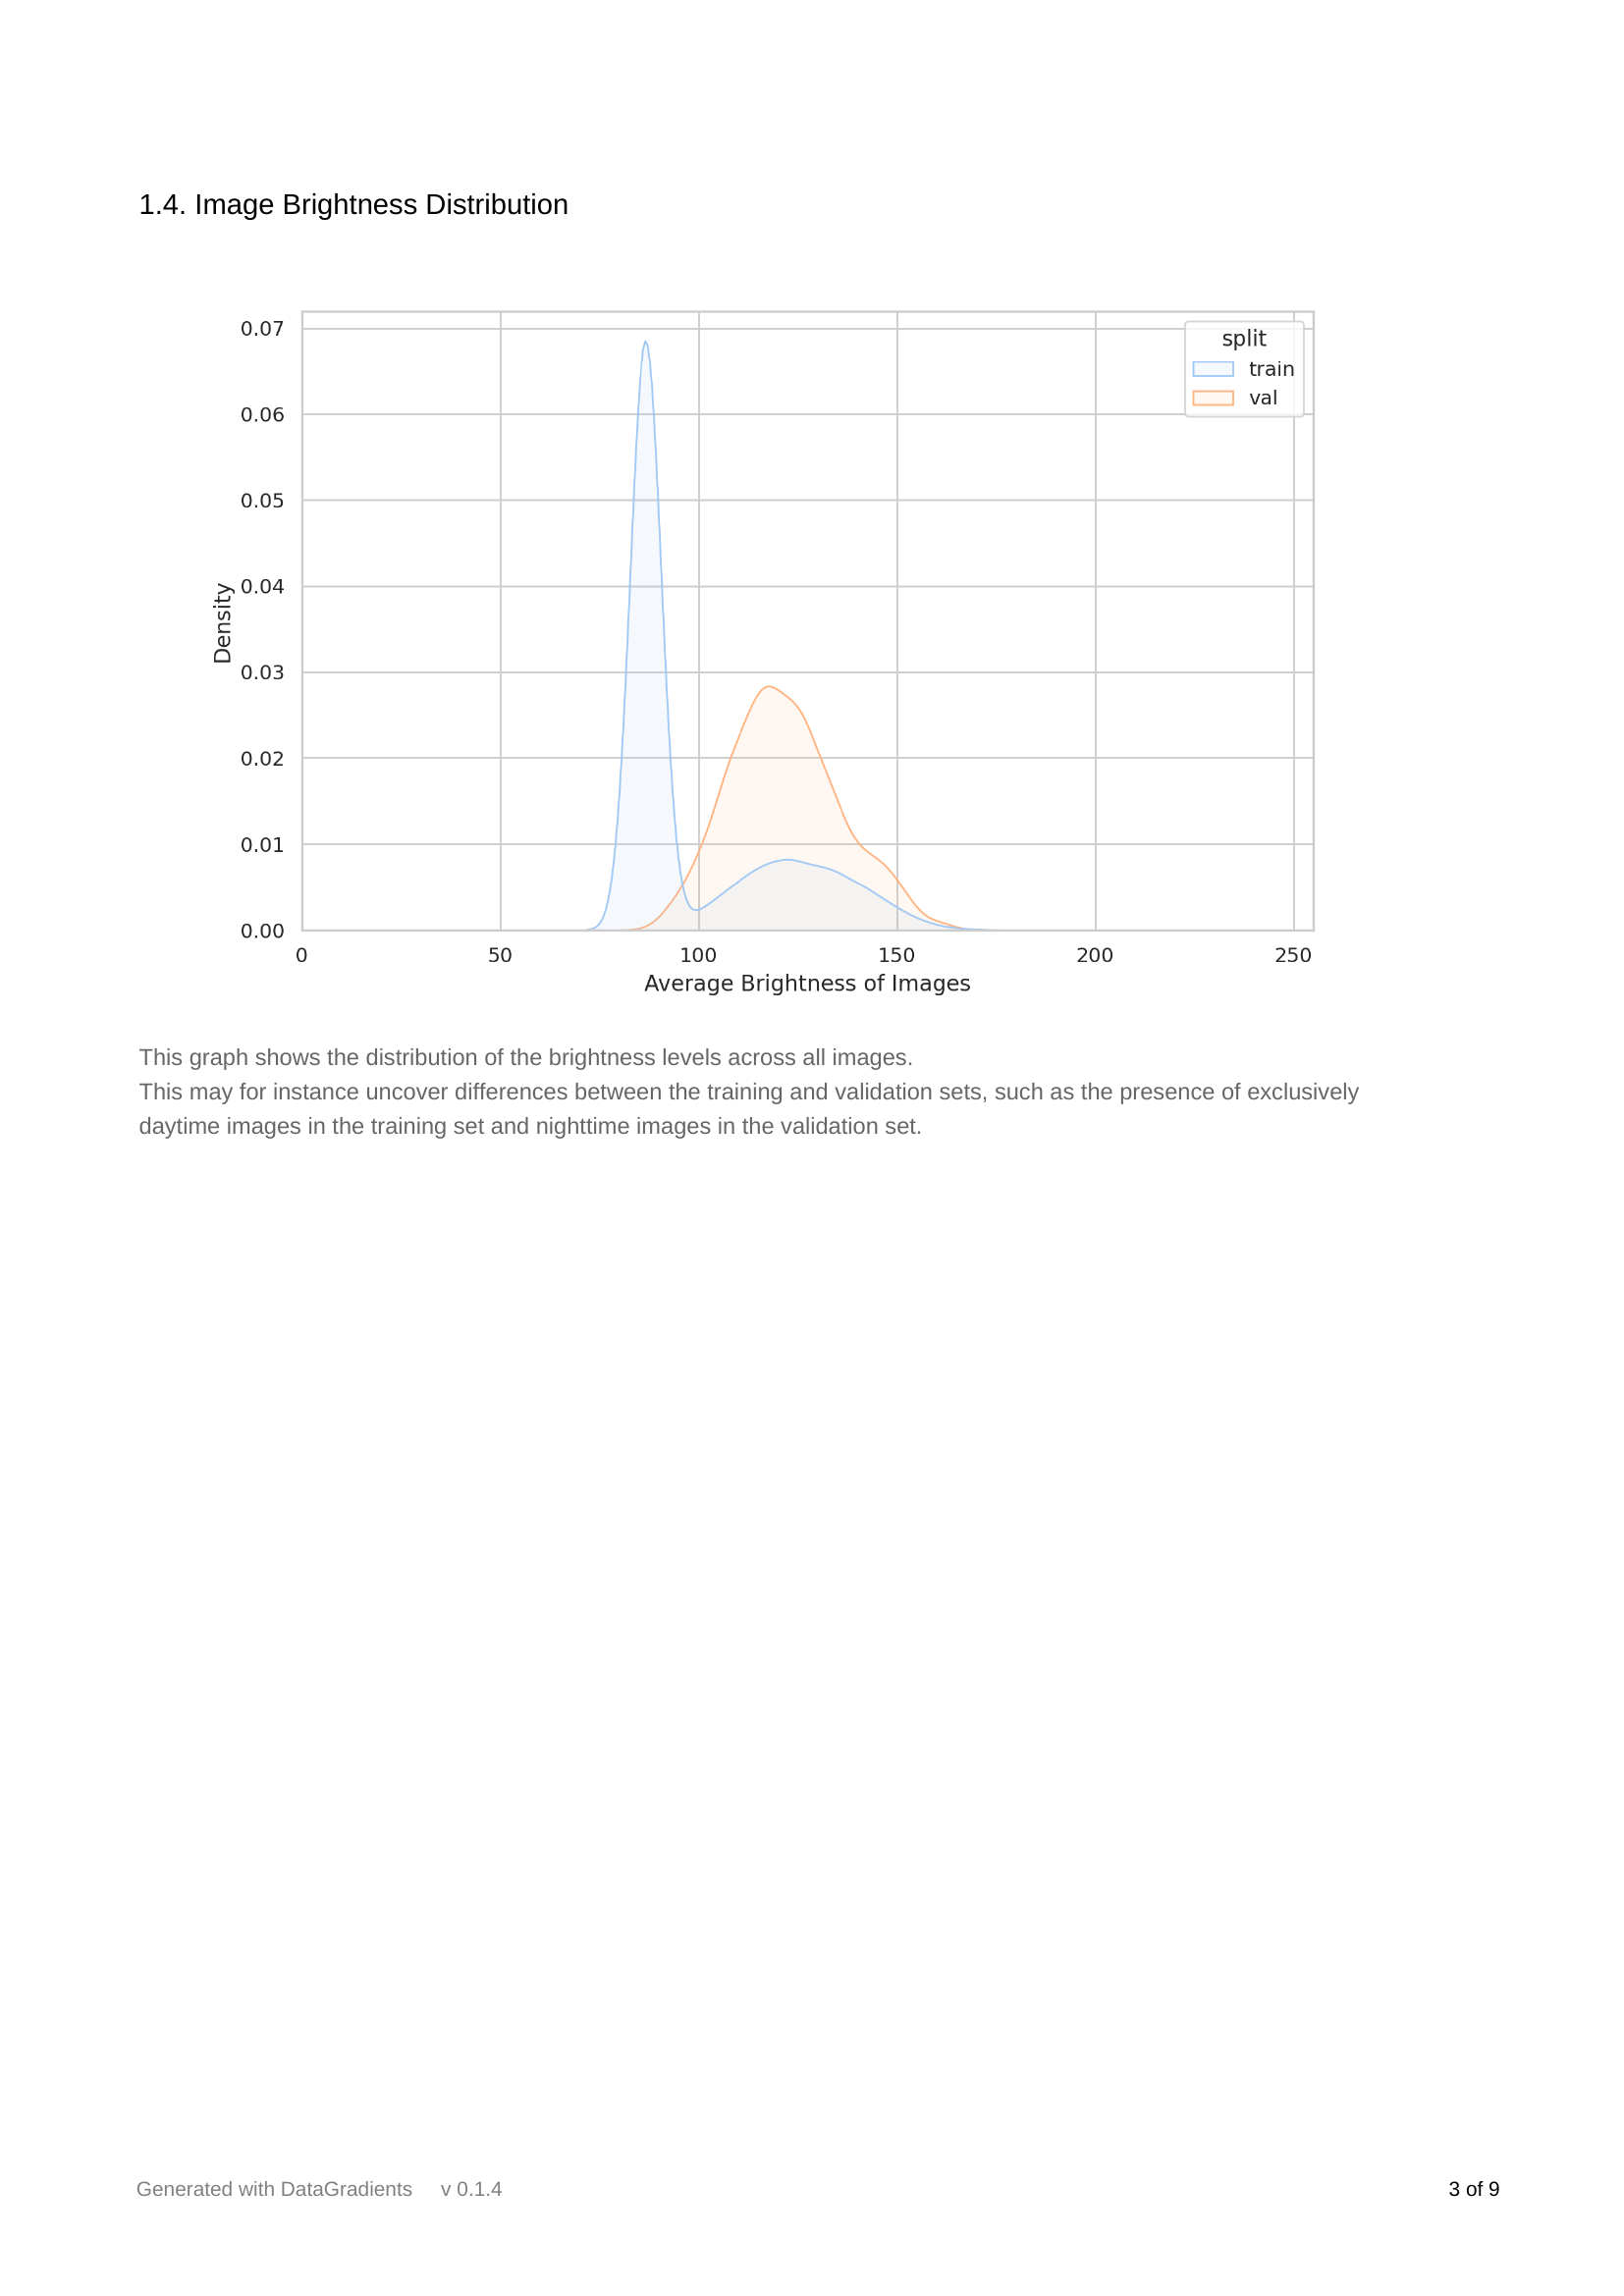 1.4. Image Brightness Distribution
0.07
0.06
0.05
0.04
0.03
0.02
0.01
0.00
Density
split
train
val
0 50 100 150 200 250
Average Brightness of Images
This graph shows the distribution of the brightness levels across all images.
This may for instance uncover differences between the training and validation sets, such as the presence of exclusively
daytime images in the training set and nighttime images in the validation set.
Generated with DataGradients v 0.1.4
3 of 9